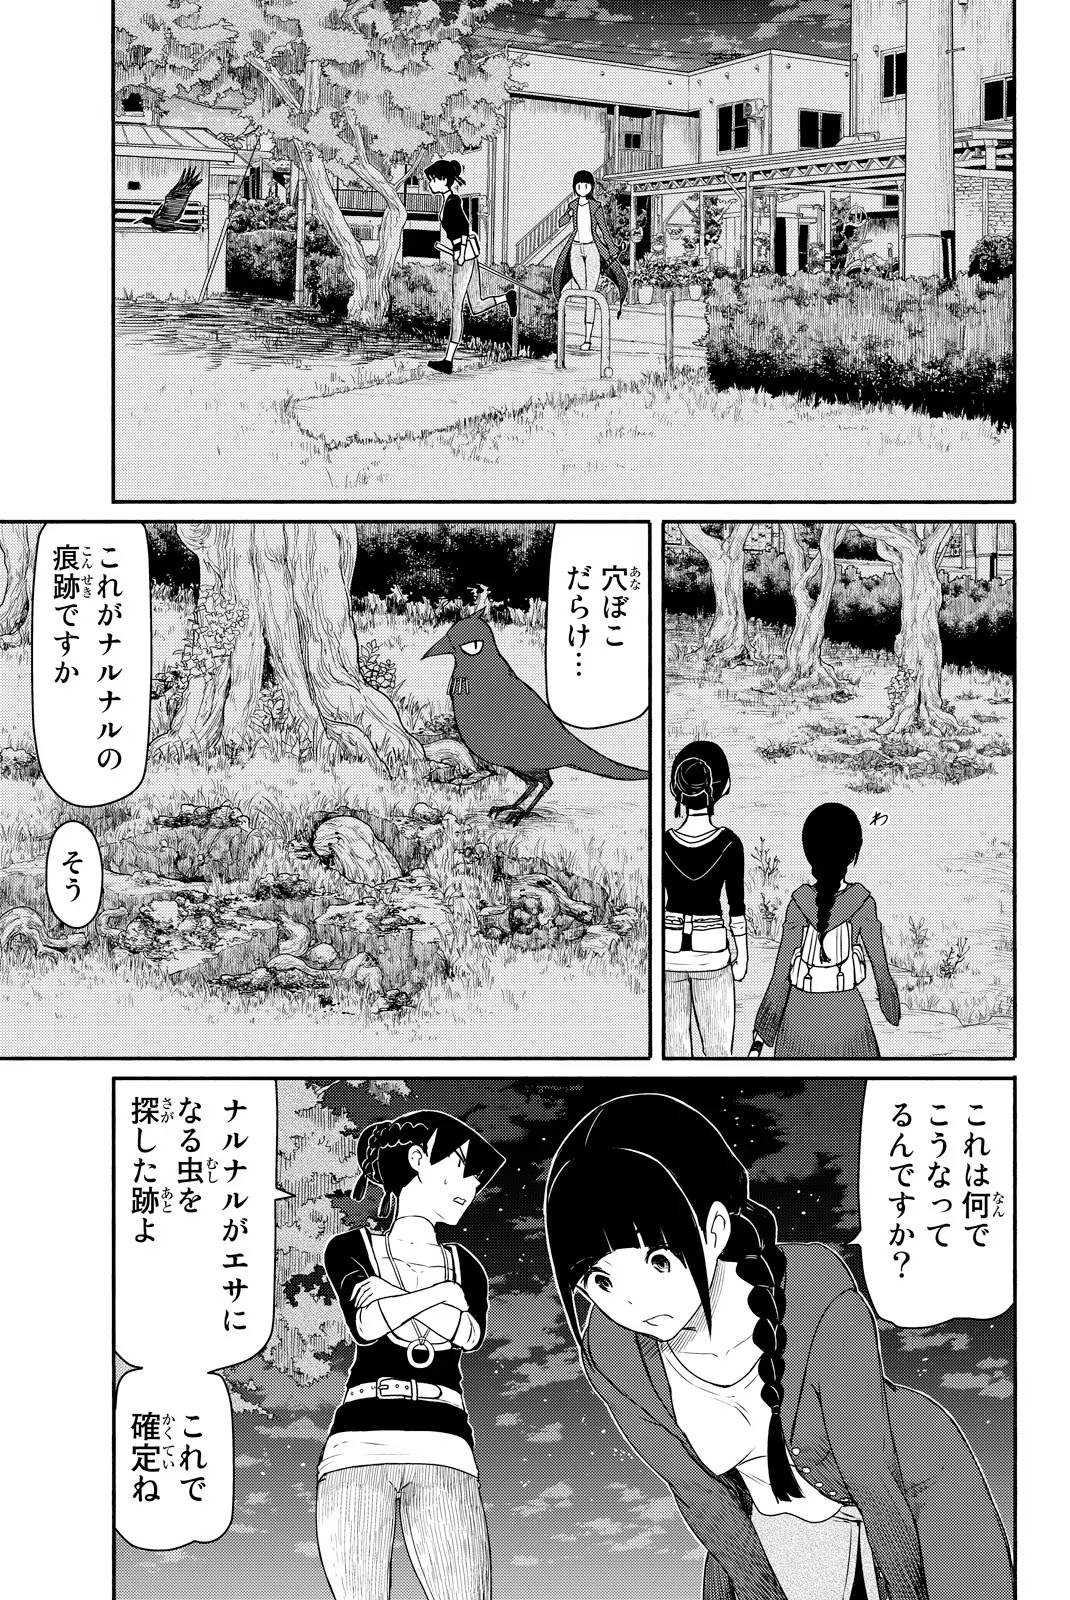 わ
穴ぼこ
だらけ…
これがナルナルの
痕跡ですか
そう
これは何で
こうなって
るんですか？
ナルナルがエサに
なる虫を
探した跡よ
これで
確定ね